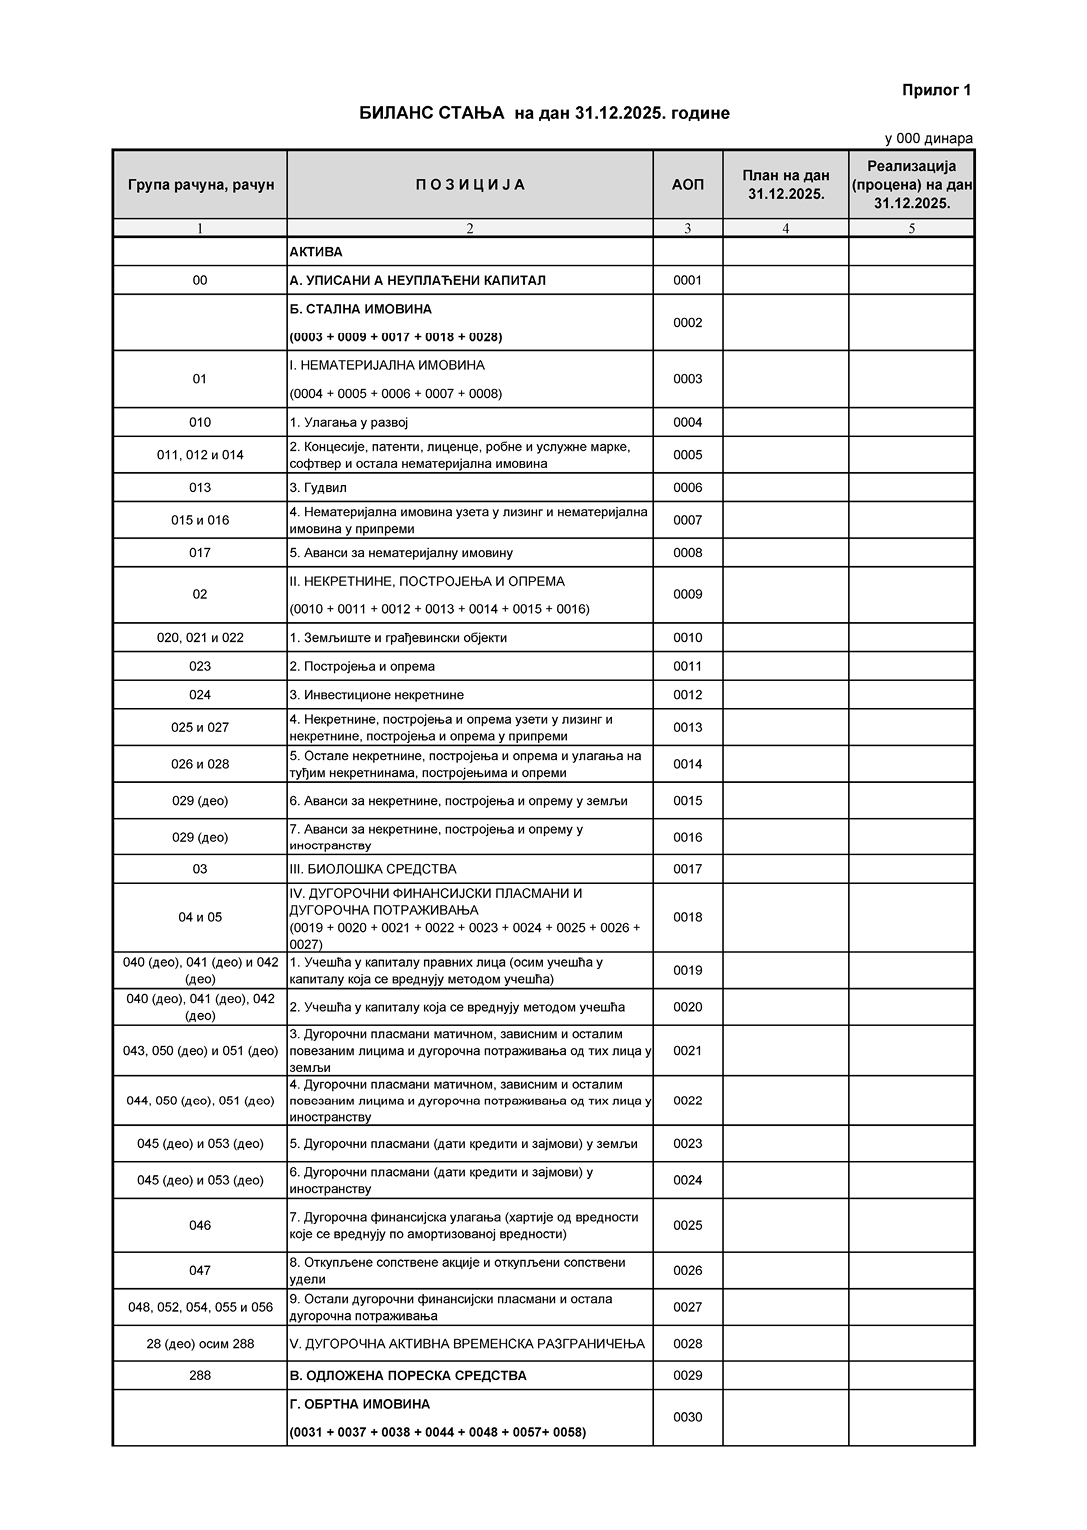 Прилог 1
БИЛАНС СТАЊА на дан 31.12.2025. године
у 000 динара
Група рачуна, рачун
П О З И Ц И Ј А
АОП
План на дан
31.12.2025.
Реализација
(процена) на дан
31.12.2025.
1 2 3 4 5
АКТИВА
00 А. УПИСАНИ А НЕУПЛАЋЕНИ КАПИТАЛ 0001
Б. СТАЛНА ИМОВИНА
(0003 + 0009 + 0017 + 0018 + 0028)
0002
01
I. НЕМАТЕРИЈАЛНА ИМОВИНА
(0004 + 0005 + 0006 + 0007 + 0008)
0003
010 1. Улагања у развој 0004
011, 012 и 014
2. Концесије, патенти, лиценце, робне и услужне марке,
софтвер и остала нематеријална имовина
0005
013 3. Гудвил 0006
015 и 016
4. Нематеријална имовина узета у лизинг и нематеријална
имовина у припреми
0007
017 5. Аванси за нематеријалну имовину 0008
02
II. НЕКРЕТНИНЕ, ПОСТРОЈЕЊА И ОПРЕМА
(0010 + 0011 + 0012 + 0013 + 0014 + 0015 + 0016)
0009
020, 021 и 022 1. Земљиште и грађевински објекти 0010
023 2. Постројења и опрема 0011
024 3. Инвестиционе некретнине 0012
025 и 027
4. Некретнине, постројења и опрема узети у лизинг и
некретнине, постројења и опрема у припреми
0013
026 и 028
5. Остале некретнине, постројења и опрема и улагања на
туђим некретнинама, постројењима и опреми
0014
029 (део) 6. Аванси за некретнине, постројења и опрему у земљи 0015
029 (део)
7. Аванси за некретнине, постројења и опрему у
иностранству
0016
03 III. БИОЛОШКА СРЕДСТВА 0017
04 и 05
IV. ДУГОРОЧНИ ФИНАНСИЈСКИ ПЛАСМАНИ И
ДУГОРОЧНА ПОТРАЖИВАЊА
(0019 + 0020 + 0021 + 0022 + 0023 + 0024 + 0025 + 0026 +
0027)
0018
040 (део), 041 (део) и 042
(део)
1. Учешћа у капиталу правних лица (осим учешћа у
капиталу која се вреднују методом учешћа)
0019
040 (део), 041 (део), 042
(део)
2. Учешћа у капиталу која се вреднују методом учешћа
0020
043, 050 (део) и 051 (део)
3. Дугорочни пласмани матичном, зависним и осталим
повезаним лицима и дугорочна потраживања од тих лица у
земљи
0021
044, 050 (део), 051 (део)
4. Дугорочни пласмани матичном, зависним и осталим
повезаним лицима и дугорочна потраживања од тих лица у
иностранству
0022
045 (део) и 053 (део) 5. Дугорочни пласмани (дати кредити и зајмови) у земљи 0023
045 (део) и 053 (део)
6. Дугорочни пласмани (дати кредити и зајмови) у
иностранству
0024
046
7. Дугорочна финансијска улагања (хартије од вредности
које се вреднују по амортизованој вредности)
0025
047
8. Откупљене сопствене акције и откупљени сопствени
удели
0026
048, 052, 054, 055 и 056
9. Остали дугорочни финансијски пласмани и остала
дугорочна потраживања
0027
28 (део) осим 288 V. ДУГОРОЧНА АКТИВНА ВРЕМЕНСКА РАЗГРАНИЧЕЊА 0028
288 В. ОДЛОЖЕНА ПОРЕСКА СРЕДСТВА 0029
Г. ОБРТНА ИМОВИНА
(0031 + 0037 + 0038 + 0044 + 0048 + 0057+ 0058)
0030